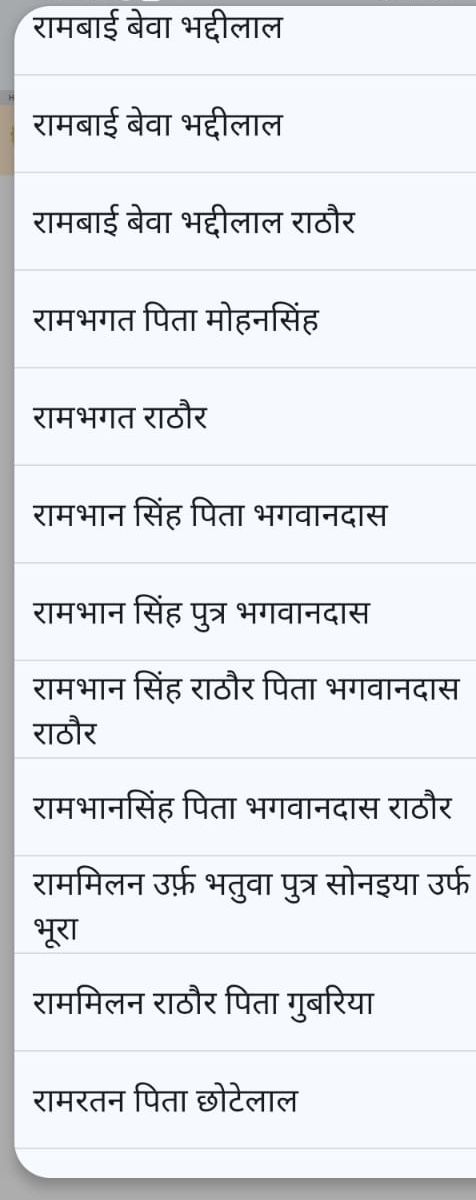 रामबाई बेवा भद्दीलाल
रामबाई बेवा भद्दीलाल
रामबाई बेवा भद्दीलाल राठौर
रामभगत पिता मोहनसिंह
रामभगत राठौर
रामभान सिंह पिता भगवानदास
रामभान सिंह पुत्र भगवानदास
रामभान सिंह राठौर पिता भगवानदास
राठौर
रामभानसिंह पिता भगवानदास राठौर
राममिलन उर्फ़ भतुवा पुत्र सोनइया उर्फ
भूरा
राममिलन राठौर पिता गुबरिया
रामरतन पिता छोटेलाल